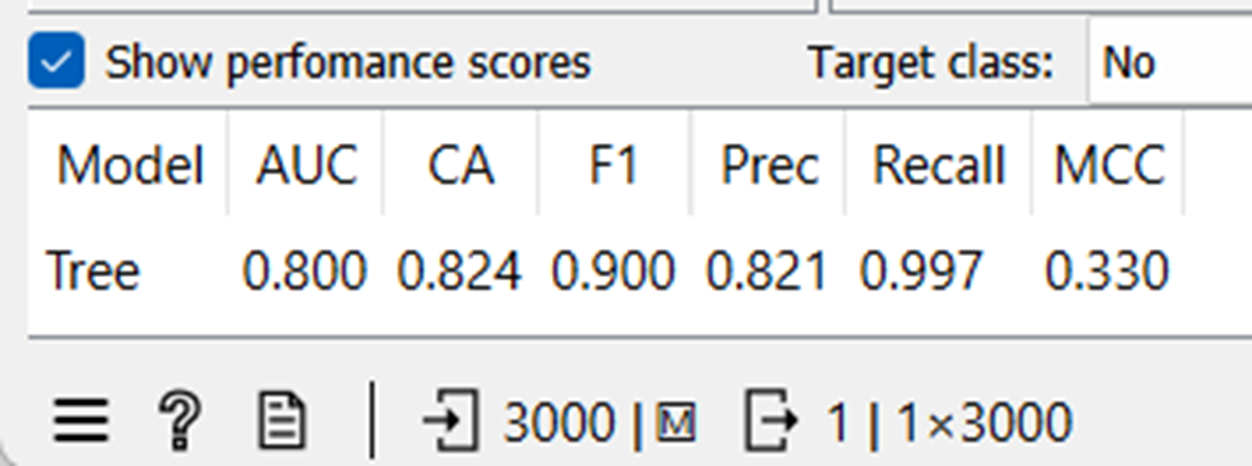 Show perfomance scores Target class: No
Model AUC CA F1 Prec Recall MCC
Tree 0.800 0.824 0.900 0.821 0.997 0.330
? | 3000 | M 1 | 1×3000